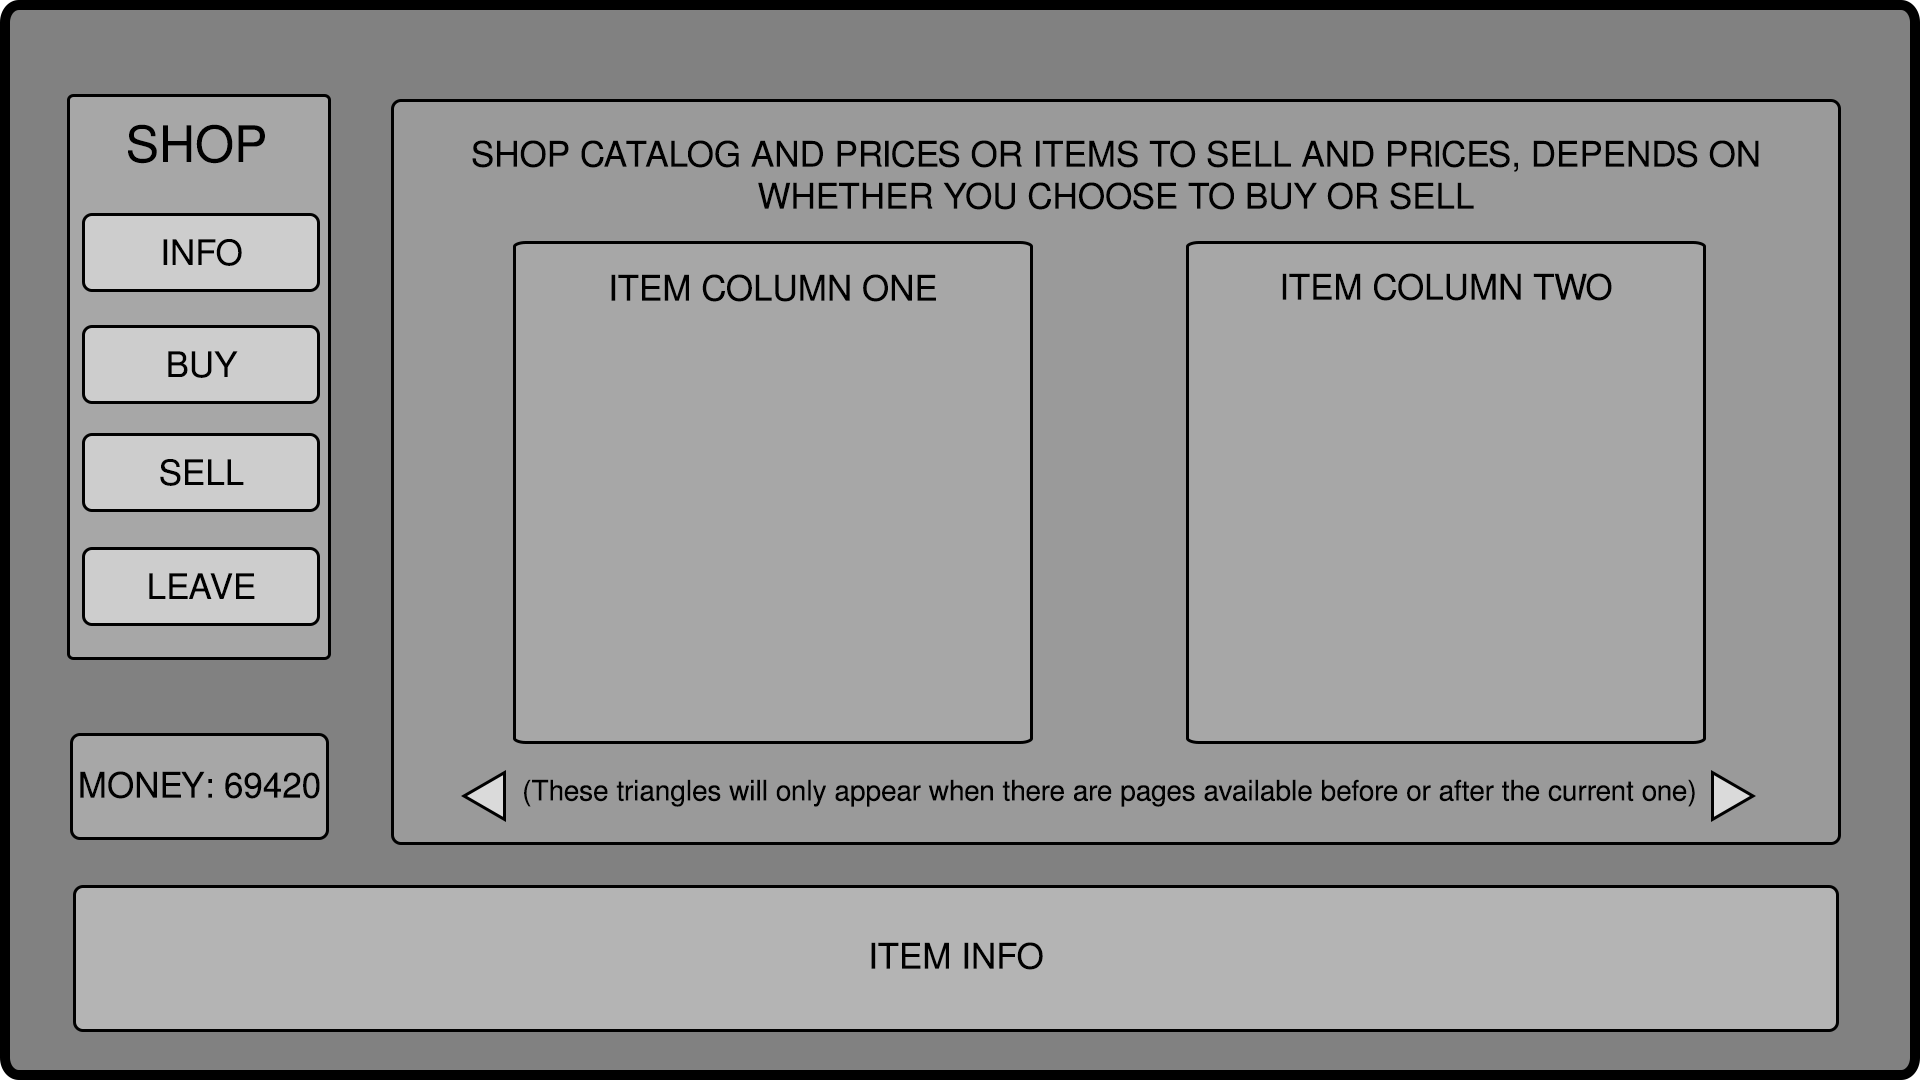 SHOP
INFO
BUY
SELL
LEAVE
MONEY: 69420
SHOP CATALOG AND PRICES OR ITEMS TO SELL AND PRICES, DEPENDS ON
WHETHER YOU CHOOSE TO BUY OR SELL
ITEM COLUMN ONE
ITEM COLUMN TWO
(These triangles will only appear when there are pages available before or after the current one)
ITEM INFO